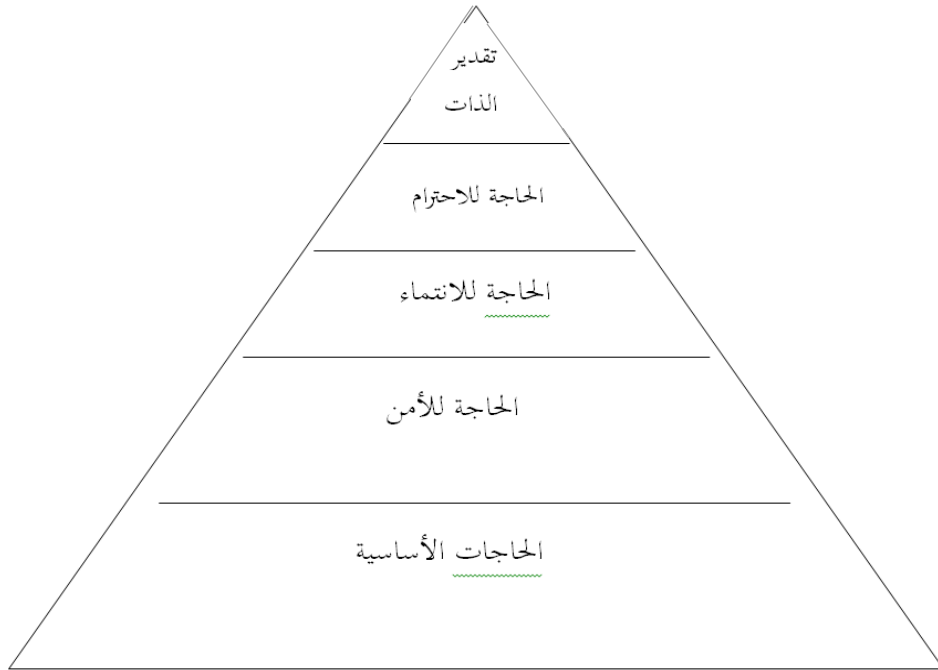 تقدير
الذات
الحاجة للاحترام
الحاجة للانتماء
الحاجة للأمن
الحاجات الأساسية